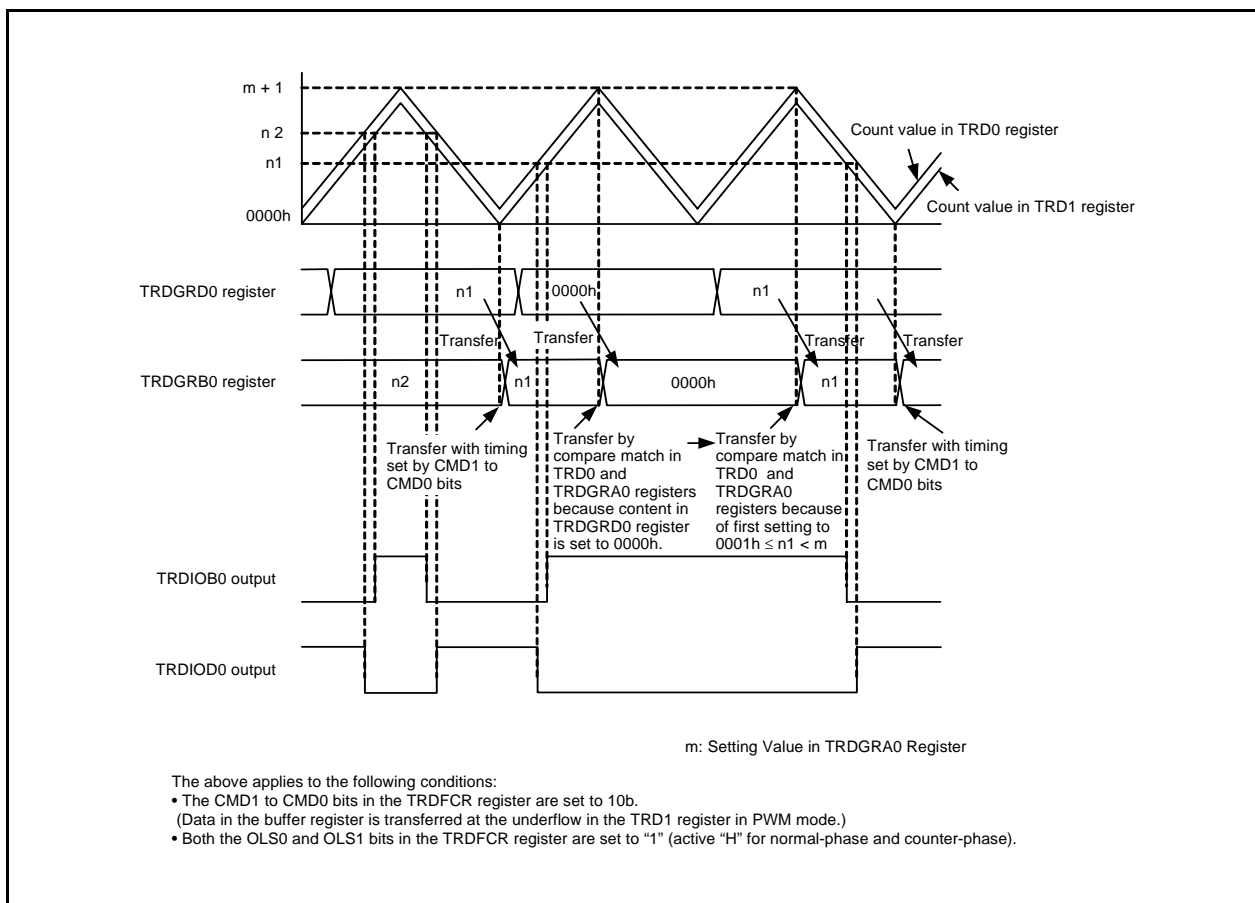 m + 1
n 2
n1
0000h
Count value in TRD0 register
Count value in TRD1 register
TRDGRD0 register
n1
0000h
n1
Transfer
Transfer
Transfer
Transfer
TRDGRB0 register
n2
n1
0000h
n1
Transfer with timing
set by CMD1 to
CMD0 bits
Transfer by
compare match in
TRD0 and
TRDGRA0 registers
because content in
TRDGRD0 register
is set to 0000h.
Transfer by
compare match in
TRD0 and
TRDGRA0
registers because
of first setting to
0001h ≤ n1 < m
Transfer with timing
set by CMD1 to
CMD0 bits
TRDIOB0 output
TRDIOD0 output
m: Setting Value in TRDGRA0 Register
The above applies to the following conditions:
• The CMD1 to CMD0 bits in the TRDFCR register are set to 10b.
(Data in the buffer register is transferred at the underflow in the TRD1 register in PWM mode.)
• Both the OLS0 and OLS1 bits in the TRDFCR register are set to “1” (active “H” for normal-phase and counter-phase).